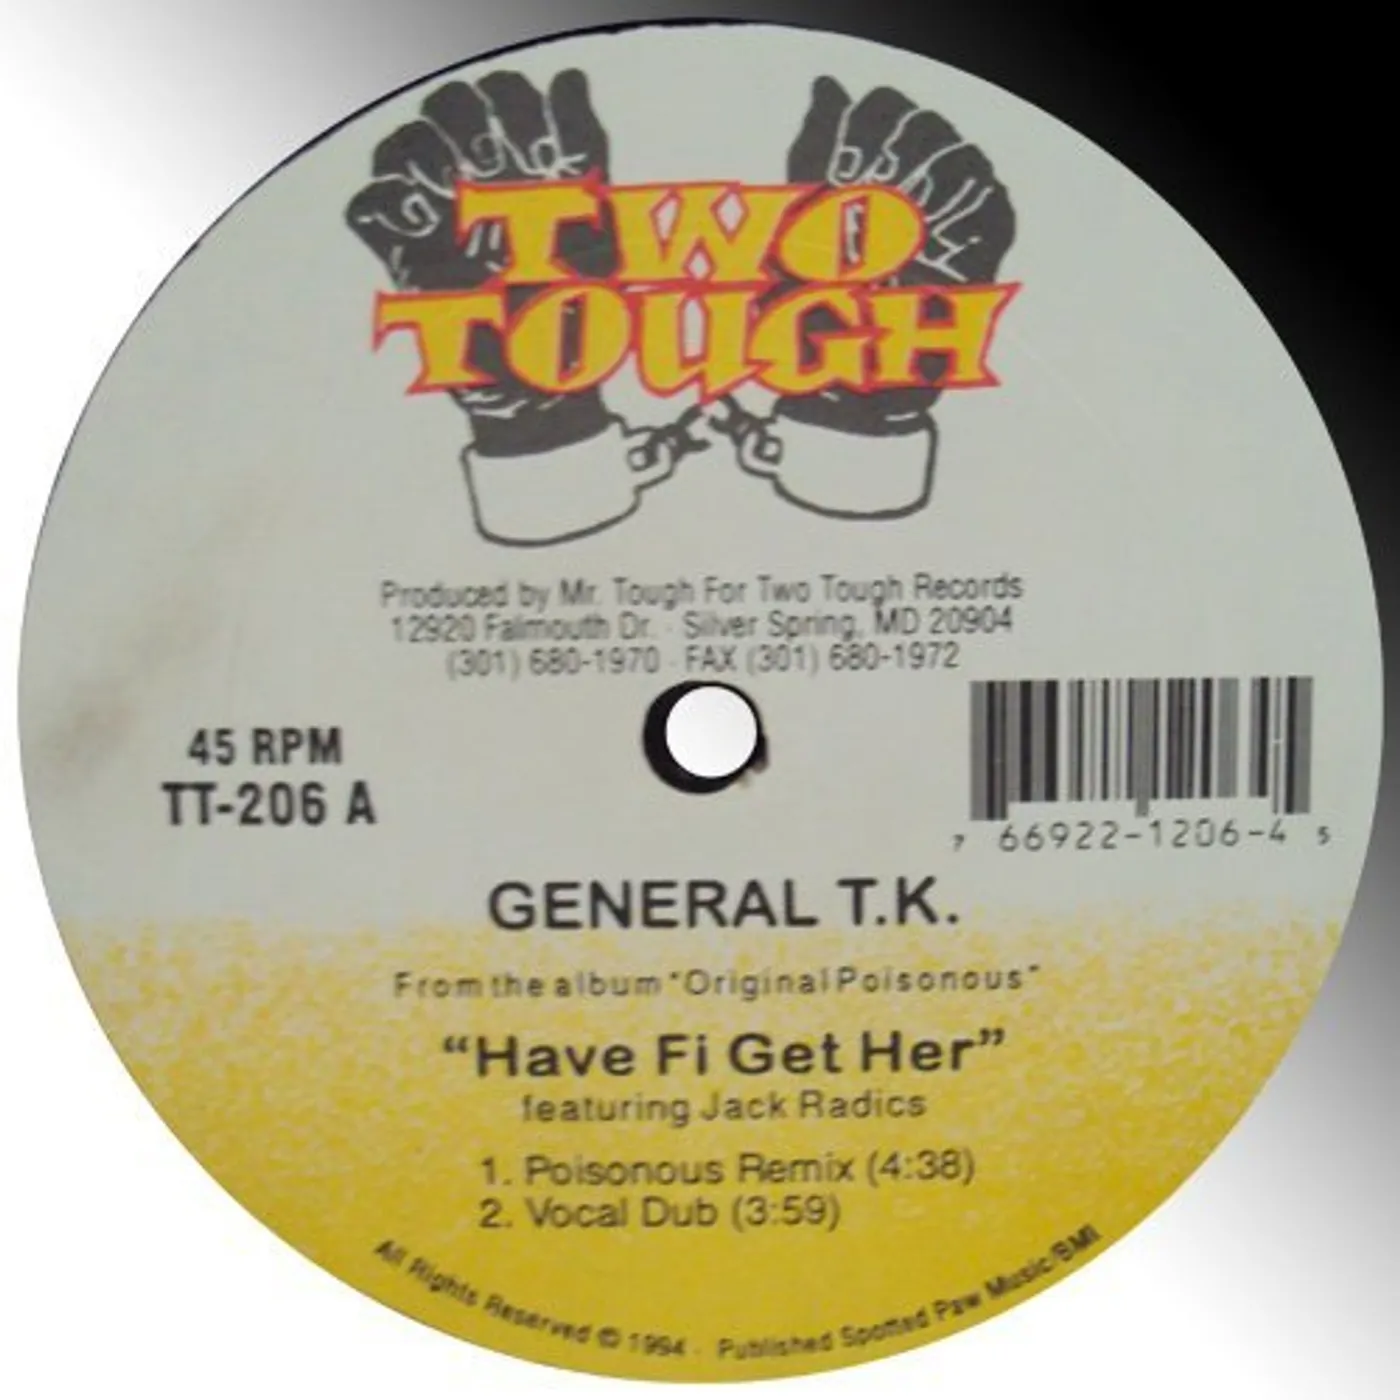 TWO
TOUGH
Produced by Mr. Tough For Two Tough Records
12920 Falmouth Dr. · Silver Spring, MD 20904
(301) 680-1970 · FAX (301) 680-1972
45 RPM
TT-206 A
7 66922-1206-4 5
GENERAL T.K.
From the album "Original Poisonous"
“Have Fi Get Her”
featuring Jack Radics
1. Poisonous Remix (4:38)
2. Vocal Dub (3:59)
All Rights Reserved © 1994 · Published Spotted Paw Music/BMI